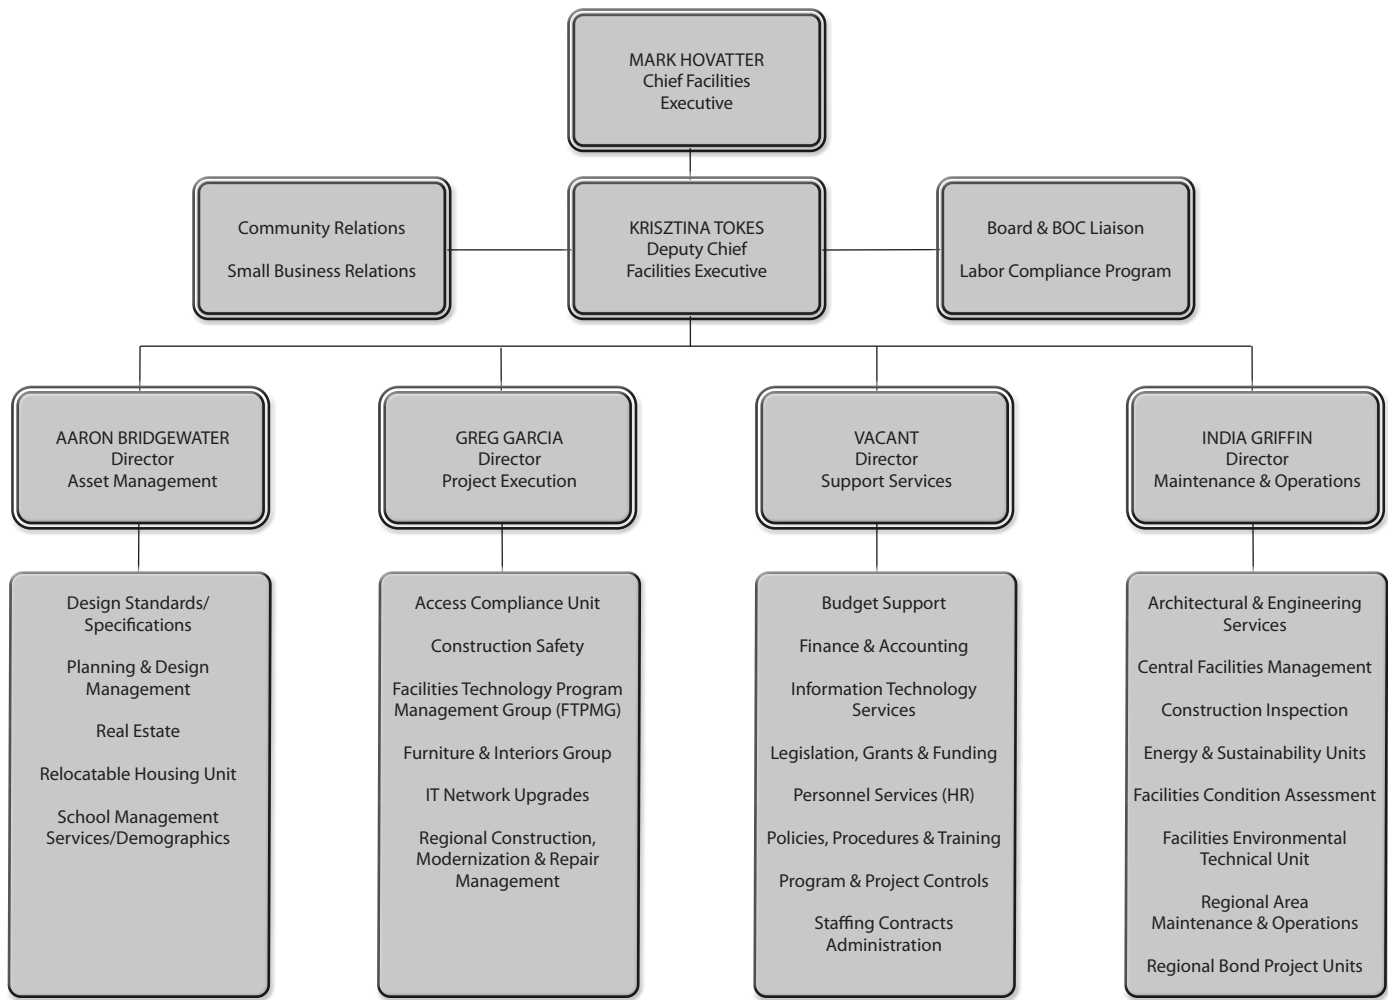 MARK HOVATTER
Chief Facilities
Executive
Community Relations
Small Business Relations
KRISZTINA TOKES
Deputy Chief
Facilities Executive
Board & BOC Liaison
Labor Compliance Program
AARON BRIDGEWATER
Director
Asset Management
GREG GARCIA
Director
Project Execution
VACANT
Director
Support Services
INDIA GRIFFIN
Director
Maintenance & Operations
Design Standards/
Specifications
Planning & Design
Management
Real Estate
Relocatable Housing Unit
School Management
Services/Demographics
Access Compliance Unit
Construction Safety
Facilities Technology Program
Management Group (FTPMG)
Furniture & Interiors Group
IT Network Upgrades
Regional Construction,
Modernization & Repair
Management
Budget Support
Finance & Accounting
Information Technology
Services
Legislation, Grants & Funding
Personnel Services (HR)
Policies, Procedures & Training
Program & Project Controls
Staffing Contracts
Administration
Architectural & Engineering
Services
Central Facilities Management
Construction Inspection
Energy & Sustainability Units
Facilities Condition Assessment
Facilities Environmental
Technical Unit
Regional Area
Maintenance & Operations
Regional Bond Project Units